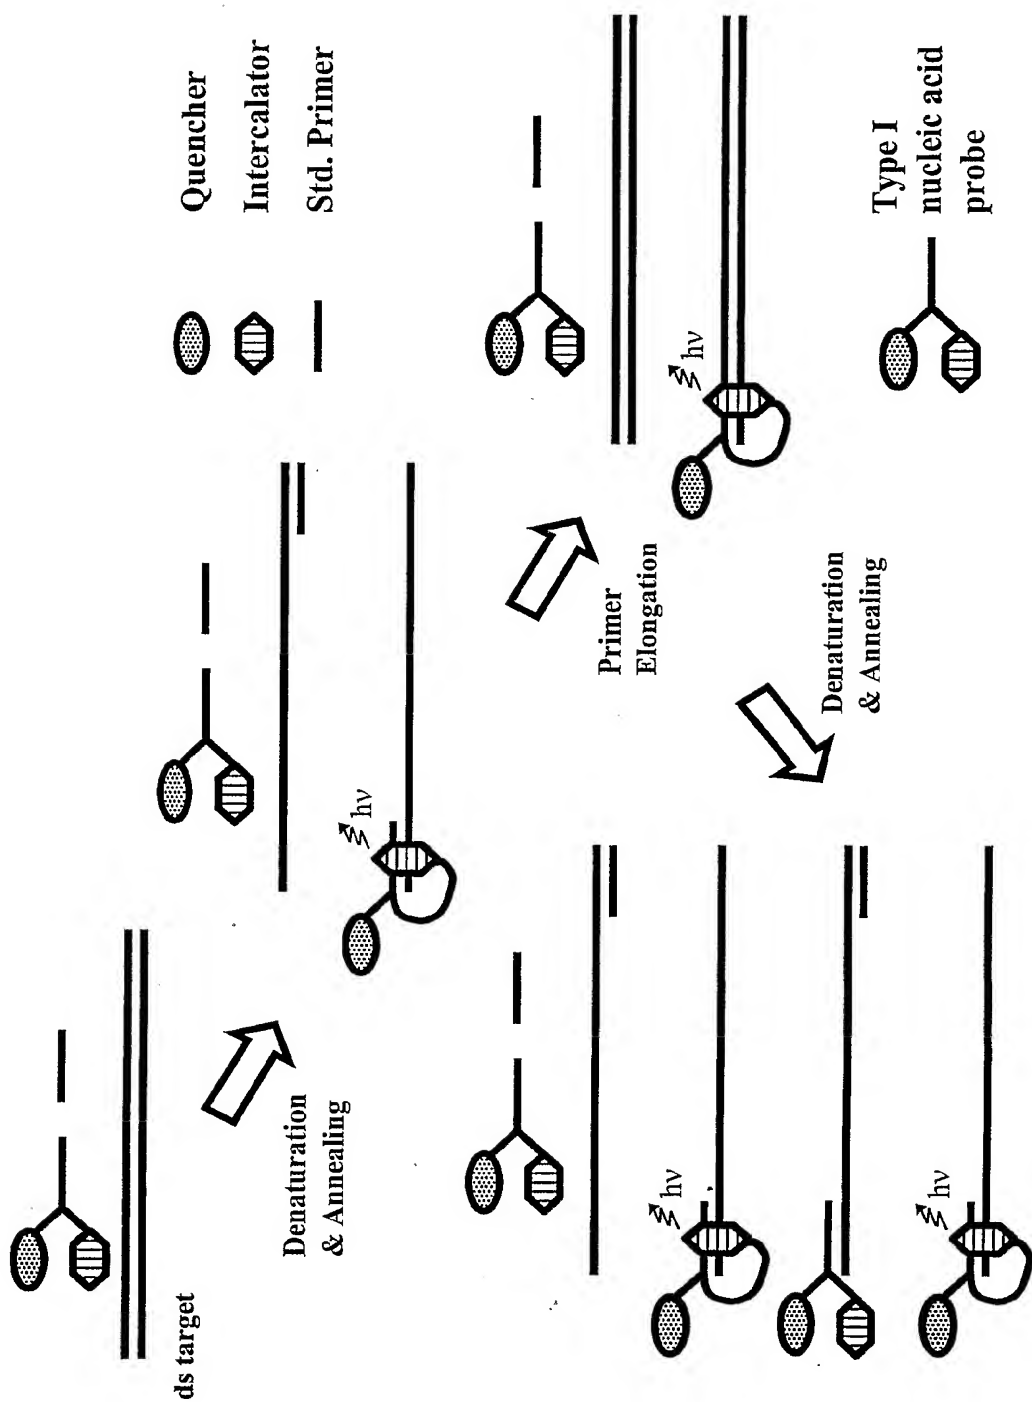 Quencher
Intercalator
Std. Primer
ds target
Denaturation
& Annealing
hν
Primer
Elongation
hν
Denaturation
& Annealing
hν
hν
Type I
nucleic acid
probe